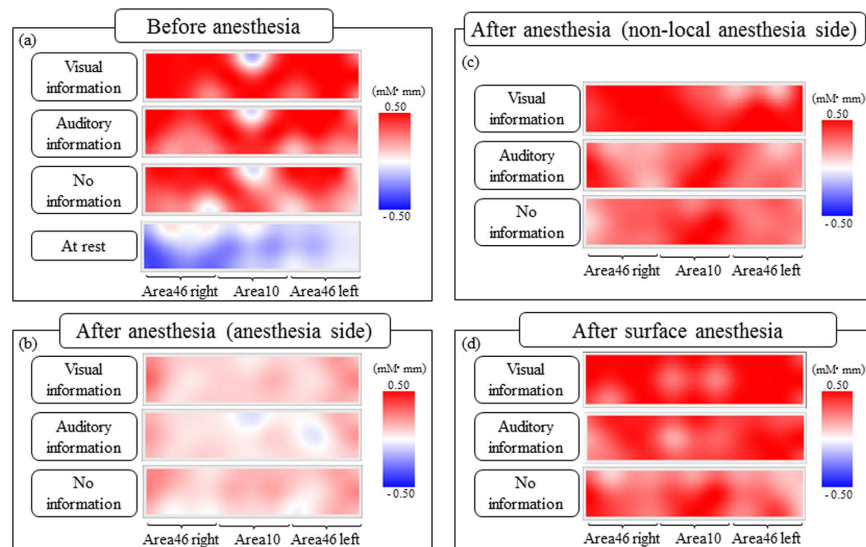 Before anesthesia
(a)
Visual
information
Auditory
information
No
information
At rest
(mM· mm)
0.50
- 0.50
Area46 right
Area10
Area46 left
After anesthesia (non-local anesthesia side)
(c)
Visual
information
Auditory
information
No
information
(mM· mm)
0.50
- 0.50
Area46 right
Area10
Area46 left
After anesthesia (anesthesia side)
(b)
Visual
information
Auditory
information
No
information
(mM· mm)
0.50
- 0.50
Area46 right
Area10
Area46 left
After surface anesthesia
(d)
Visual
information
Auditory
information
No
information
(mM· mm)
0.50
- 0.50
Area46 right
Area10
Area46 left